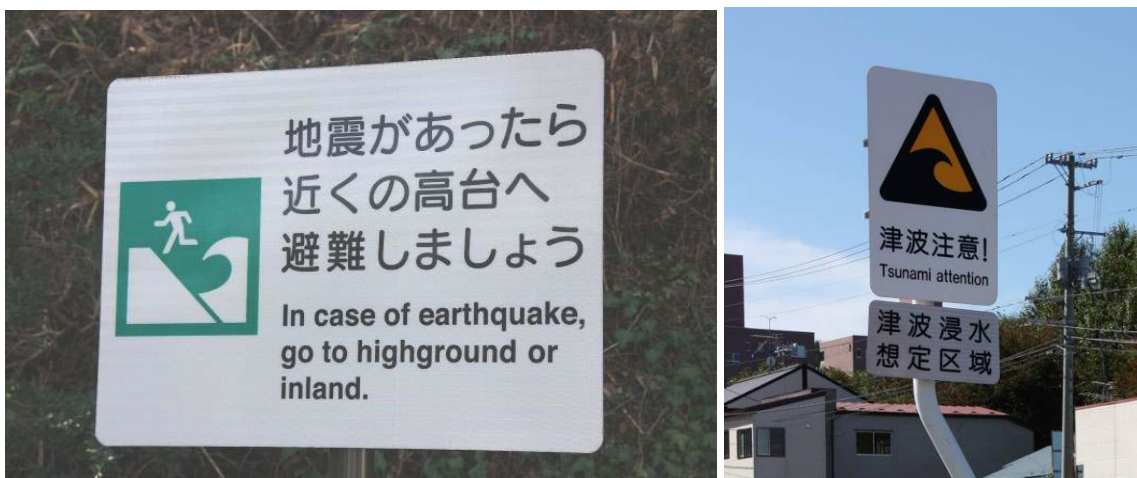 地震があったら
近くの高台へ
避難しましょう
In case of earthquake,
go to highground or
inland.
津波注意!
Tsunami attention
津波浸水
想定区域